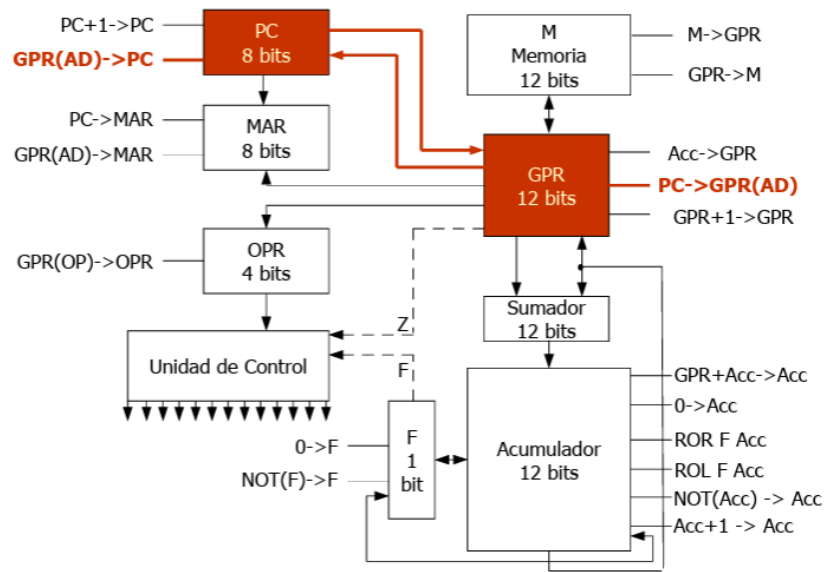 PC+1->PC
GPR(AD)->PC
PC
8 bits
M
Memoria
12 bits
M->GPR
GPR->M
PC->MAR
GPR(AD)->MAR
MAR
8 bits
GPR
12 bits
Acc->GPR
PC->GPR(AD)
GPR+1->GPR
GPR(OP)->OPR
OPR
4 bits
Sumador
12 bits
Z
F
Unidad de Control
0->F
NOT(F)->F
F
1
bit
Acumulador
12 bits
GPR+Acc->Acc
0->Acc
ROR F Acc
ROL F Acc
NOT(Acc) -> Acc
Acc+1 -> Acc